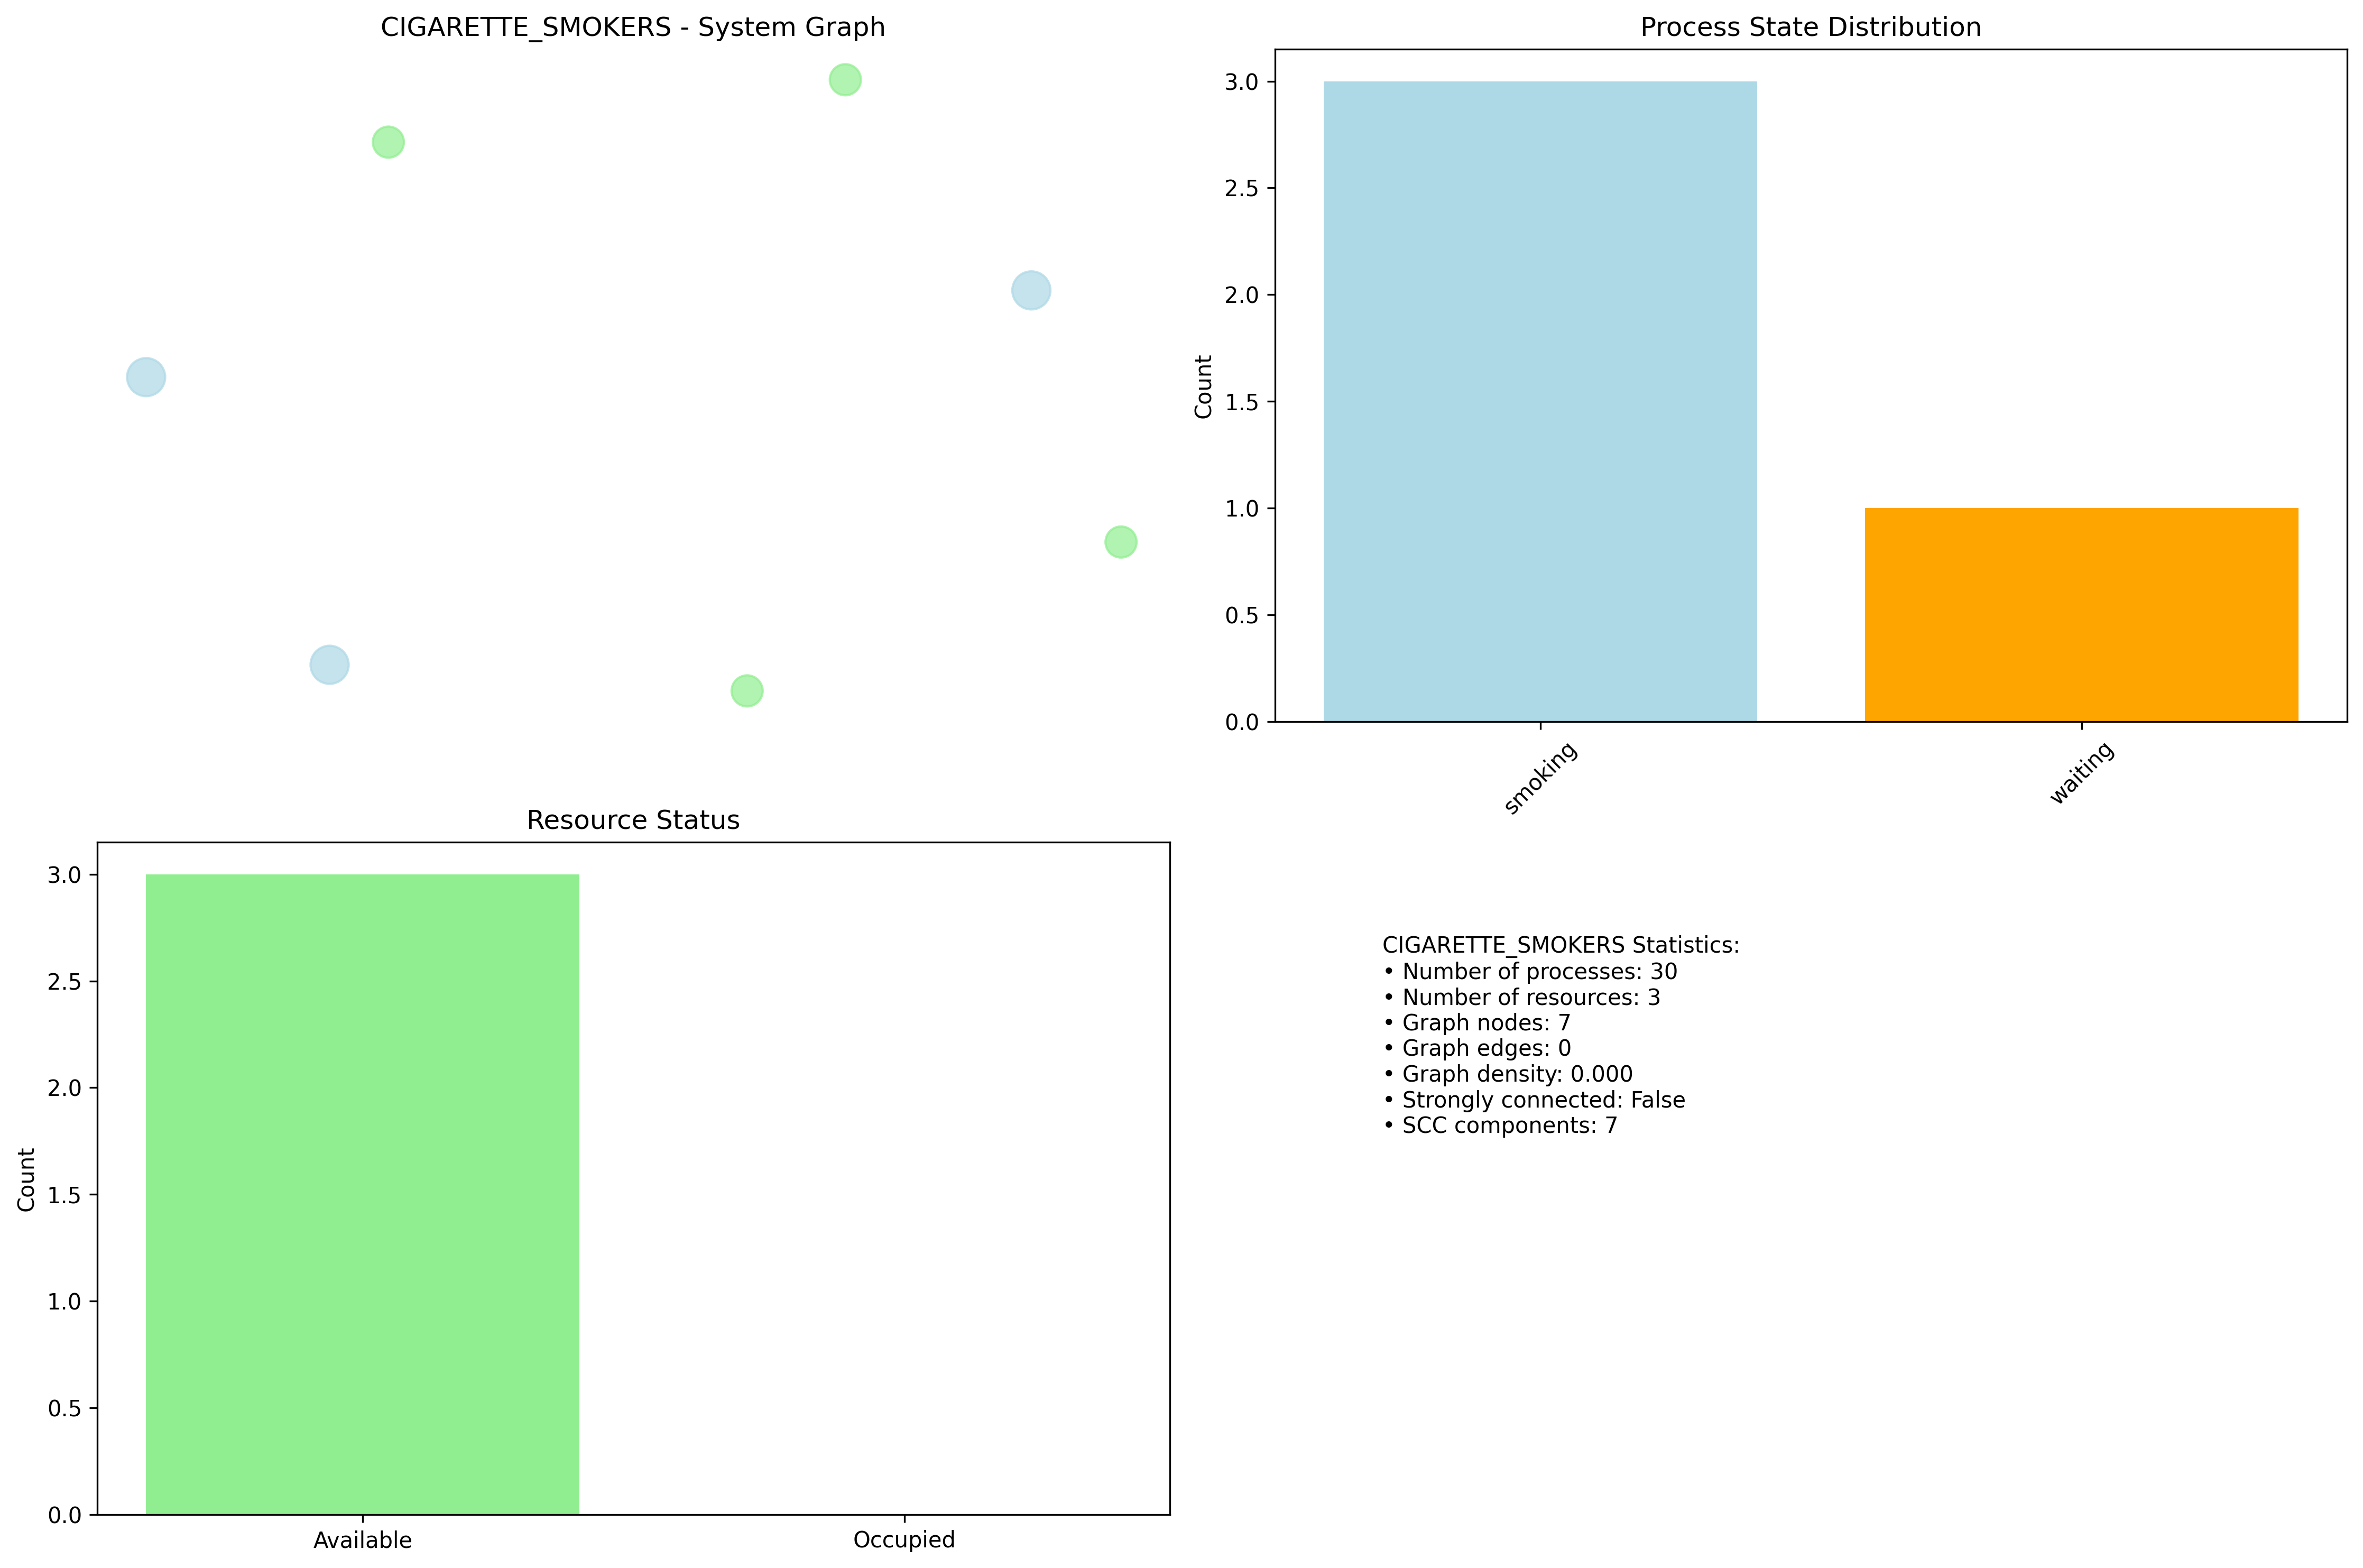 CIGARETTE_SMOKERS - System Graph
Process State Distribution
3.0
2.5
2.0
1.5
1.0
0.5
0.0
Count
smoking
waiting
Resource Status
3.0
2.5
2.0
1.5
1.0
0.5
0.0
Count
Available
Occupied
CIGARETTE_SMOKERS Statistics:
• Number of processes: 30
• Number of resources: 3
• Graph nodes: 7
• Graph edges: 0
• Graph density: 0.000
• Strongly connected: False
• SCC components: 7